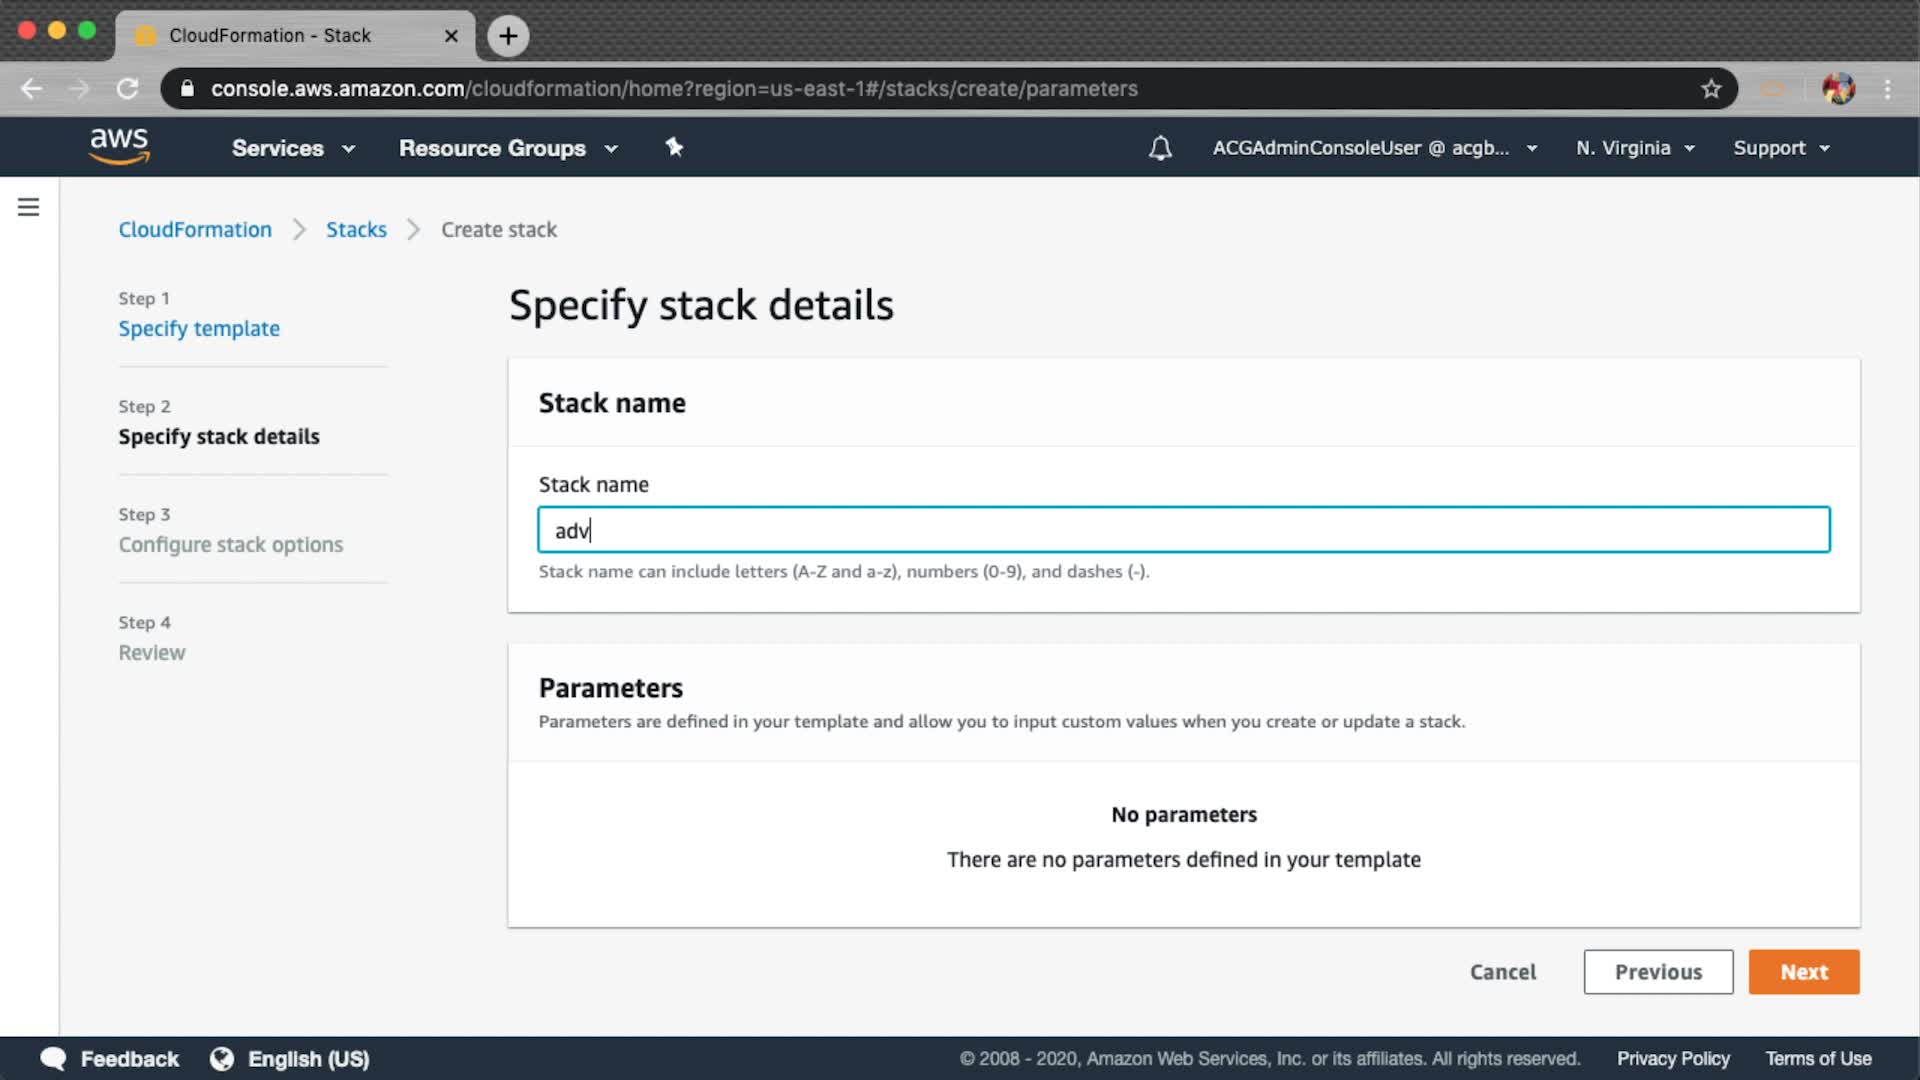 CloudFormation - Stack
console.aws.amazon.com/cloudformation/home?region=us-east-1#/stacks/create/parameters
aws
Services
Resource Groups
ACGAdminConsoleUser @ acgb...
N. Virginia
Support
CloudFormation
Stacks
Create stack
Step 1
Specify template
Step 2
Specify stack details
Step 3
Configure stack options
Step 4
Review
Specify stack details
Stack name
Stack name
adv
Stack name can include letters (A-Z and a-z), numbers (0-9), and dashes (-).
Parameters
Parameters are defined in your template and allow you to input custom values when you create or update a stack.
No parameters
There are no parameters defined in your template
Cancel
Previous
Next
Feedback
English (US)
© 2008 - 2020, Amazon Web Services, Inc. or its affiliates. All rights reserved.
Privacy Policy
Terms of Use